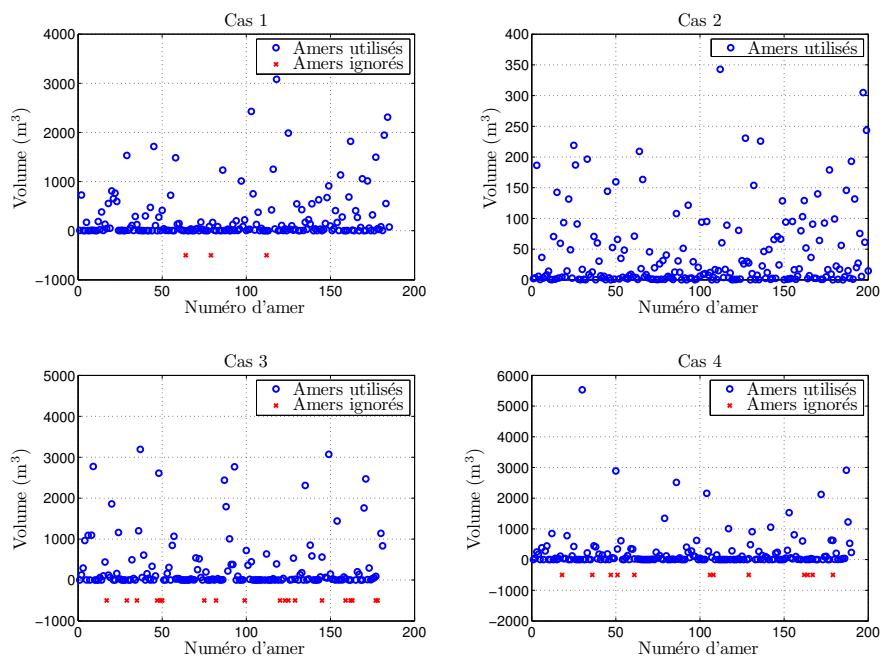 Cas 1
4000
3000
2000
1000
0
−1000
0 50 100 150 200
Volume (m³)
Numéro d'amer
Amers utilisés
Amers ignorés
Cas 2
400
350
300
250
200
150
100
50
0
0 50 100 150 200
Volume (m³)
Numéro d'amer
Amers utilisés
Cas 3
5000
4000
3000
2000
1000
0
−1000
0 50 100 150 200
Volume (m³)
Numéro d'amer
Amers utilisés
Amers ignorés
Cas 4
6000
5000
4000
3000
2000
1000
0
−1000
−2000
0 50 100 150 200
Volume (m³)
Numéro d'amer
Amers utilisés
Amers ignorés